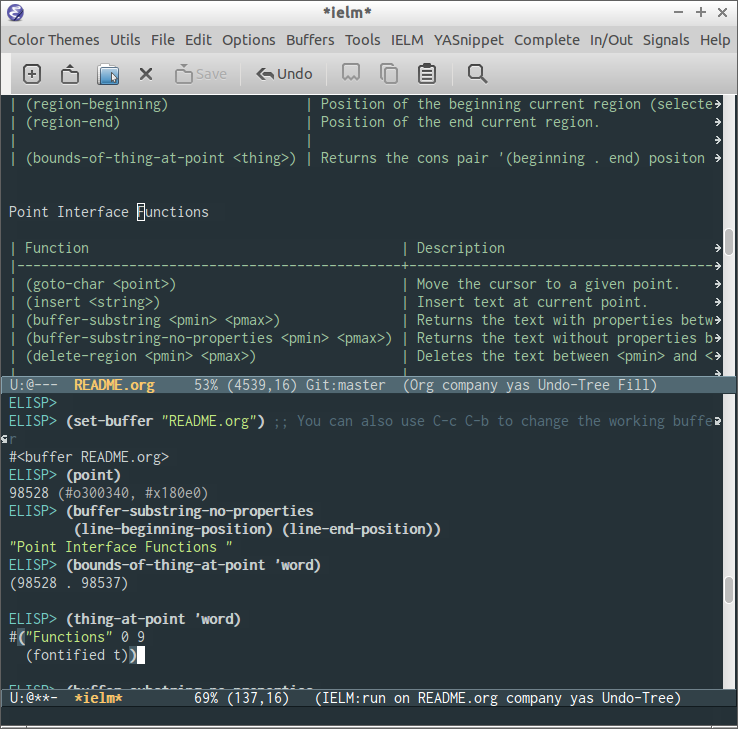 *ielm*
Color Themes Utils File Edit Options Buffers Tools IELM YASnippet Complete In/Out Signals Help
Save Undo
| (region-beginning) | Position of the beginning current region (selecte
| (region-end) | Position of the end current region.
| |
| (bounds-of-thing-at-point <thing>) | Returns the cons pair '(beginning . end) positon
Point Interface Functions
| Function | Description
|------------------------------------------------+---------------------------------------
| (goto-char <point>) | Move the cursor to a given point.
| (insert <string>) | Insert text at current point.
| (buffer-substring <pmin> <pmax>) | Returns the text with properties betw
| (buffer-substring-no-properties <pmin> <pmax>) | Returns the text without properties b
| (delete-region <pmin> <pmax>) | Deletes the text between <pmin> and <
| |
U:@--- README.org 53% (4539,16) Git:master (Org company yas Undo-Tree Fill)
ELISP>
ELISP> (set-buffer "README.org") ;; You can also use C-c C-b to change the working buffe
r
#<buffer README.org>
ELISP> (point)
98528 (#o300340, #x180e0)
ELISP> (buffer-substring-no-properties
(line-beginning-position) (line-end-position))
"Point Interface Functions "
ELISP> (bounds-of-thing-at-point 'word)
(98528 . 98537)
ELISP> (thing-at-point 'word)
#("Functions" 0 9
(fontified t))
ELISP> (buffer-substring-no-properties
U:@**- *ielm* 69% (137,16) (IELM:run on README.org company yas Undo-Tree)